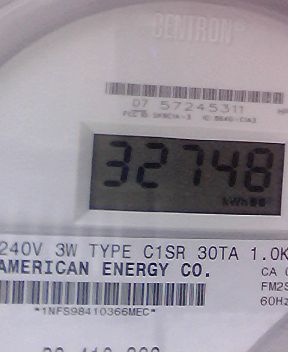 CENTRON®
07 57245311
32748
kWh
240V 3W TYPE C1SR 30TA 1.0K
AMERICAN ENERGY CO.
CA
FM2S
60Hz
*1NFS98410366MEC*